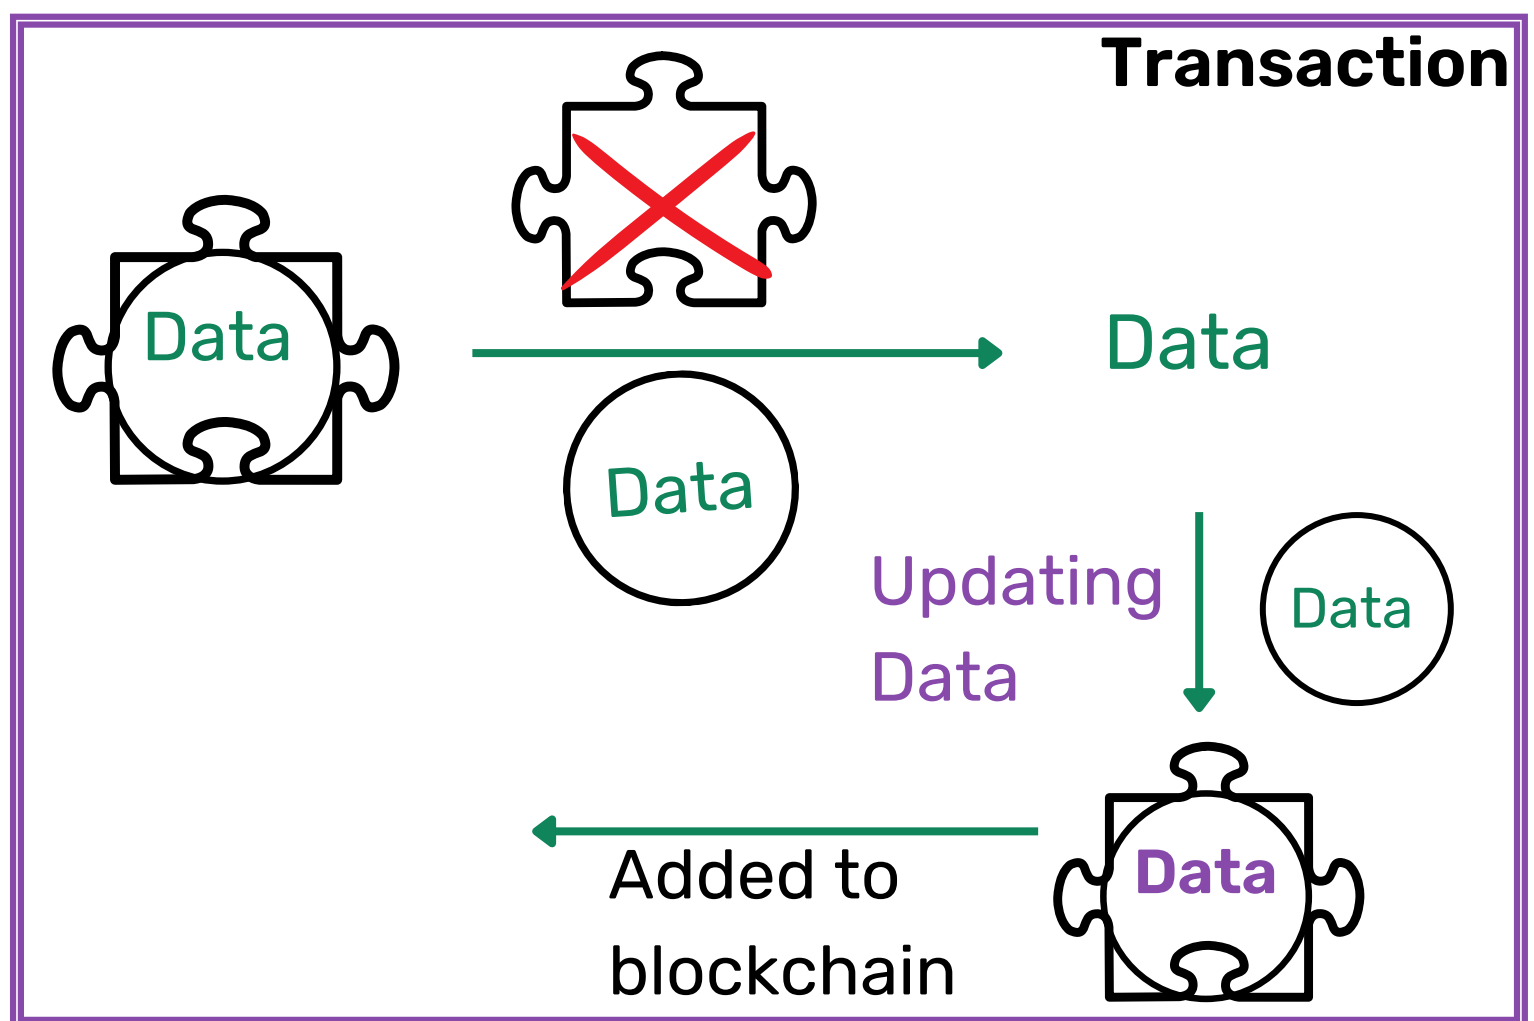 Transaction
Data
Data
Data
Updating
Data
Data
Data
Added to
blockchain